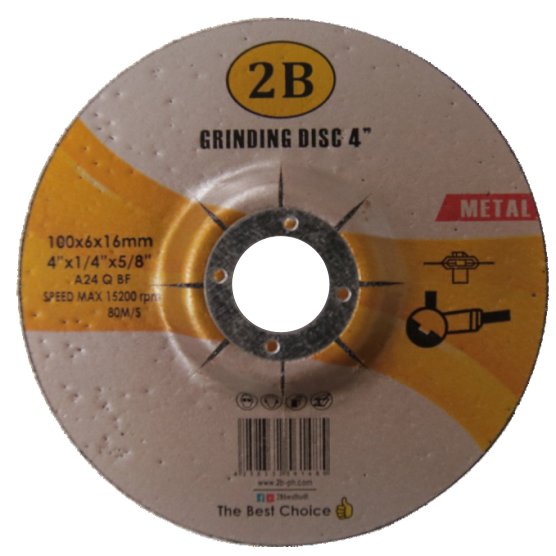 2B
GRINDING DISC 4"
METAL
100x6x16mm
4"x1/4"x5/8"
A24 Q BF
SPEED MAX 15200 rpm
80M/S
www.2b-ph.com
The Best Choice